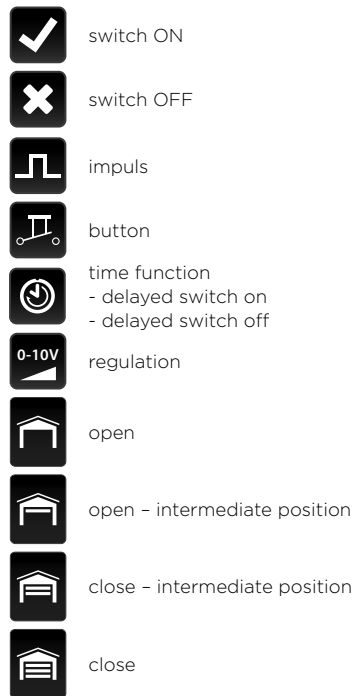 switch ON
switch OFF
impuls
button
time function
- delayed switch on
- delayed switch off
0-10V
regulation
open
open – intermediate position
close – intermediate position
close